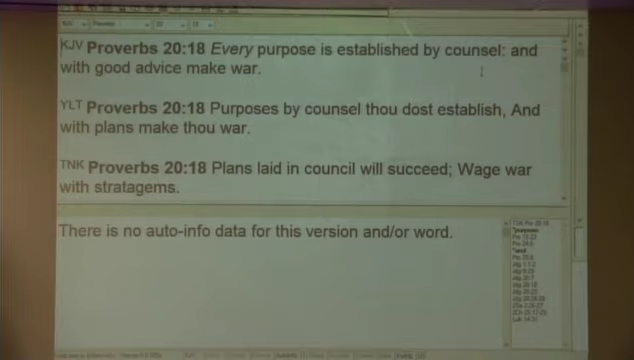 KJV Proverbs 20:18 Every purpose is established by counsel: and
with good advice make war.
YLT Proverbs 20:18 Purposes by counsel thou dost establish, And
with plans make thou war.
TNK Proverbs 20:18 Plans laid in council will succeed; Wage war
with stratagems.
There is no auto-info data for this version and/or word.